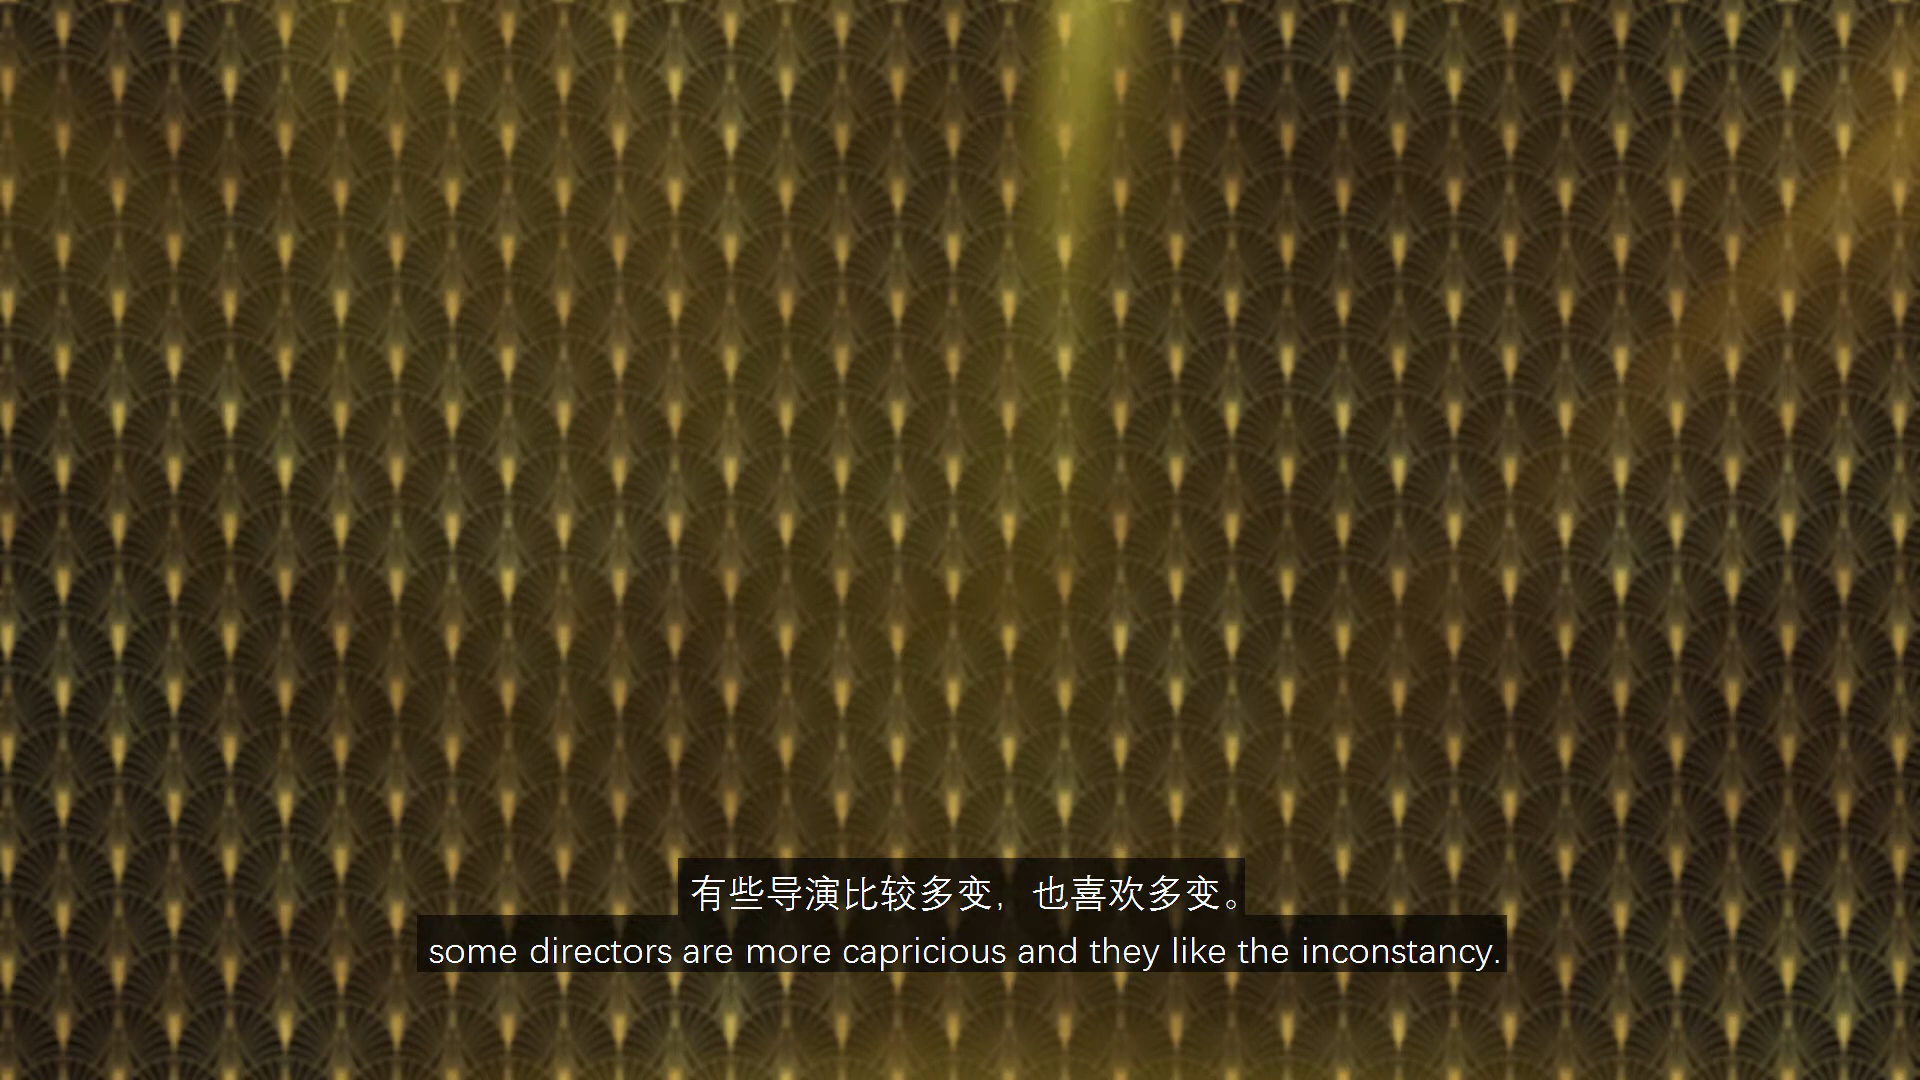 有些导演比较多变，也喜欢多变。
some directors are more capricious and they like the inconstancy.